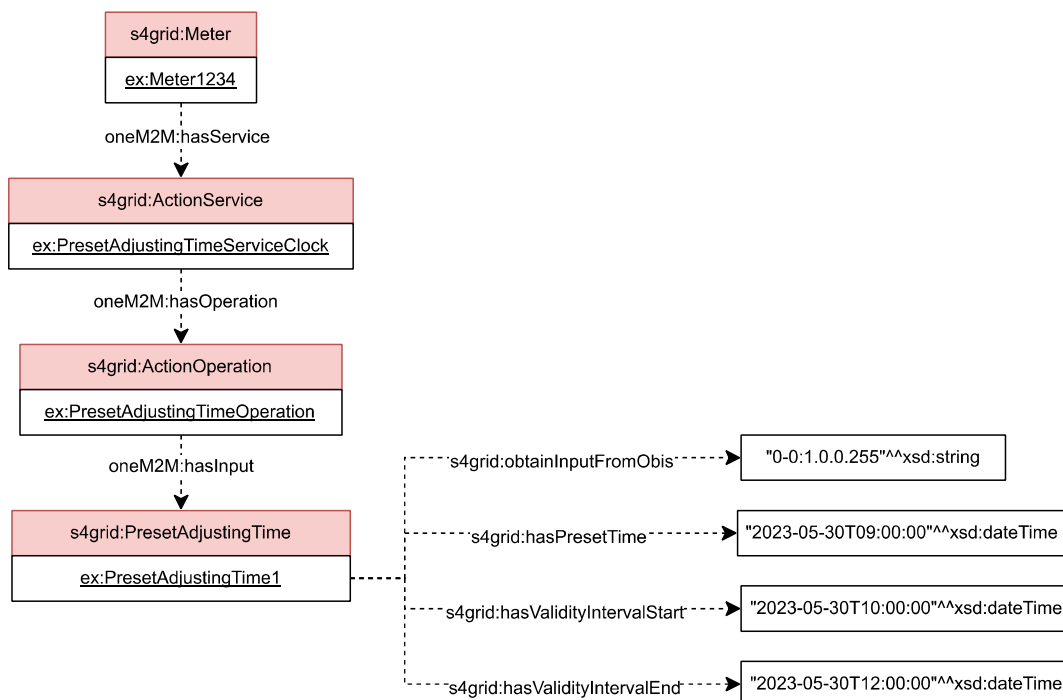 s4grid:Meter
ex:Meter1234
oneM2M:hasService
s4grid:ActionService
ex:PresetAdjustingTimeServiceClock
oneM2M:hasOperation
s4grid:ActionOperation
ex:PresetAdjustingTimeOperation
oneM2M:hasInput
s4grid:PresetAdjustingTime
ex:PresetAdjustingTime1
s4grid:obtainInputFromObis
"0-0:1.0.0.255"^^xsd:string
s4grid:hasPresetTime
"2023-05-30T09:00:00"^^xsd:dateTime
s4grid:hasValidityIntervalStart
"2023-05-30T10:00:00"^^xsd:dateTime
s4grid:hasValidityIntervalEnd
"2023-05-30T12:00:00"^^xsd:dateTime